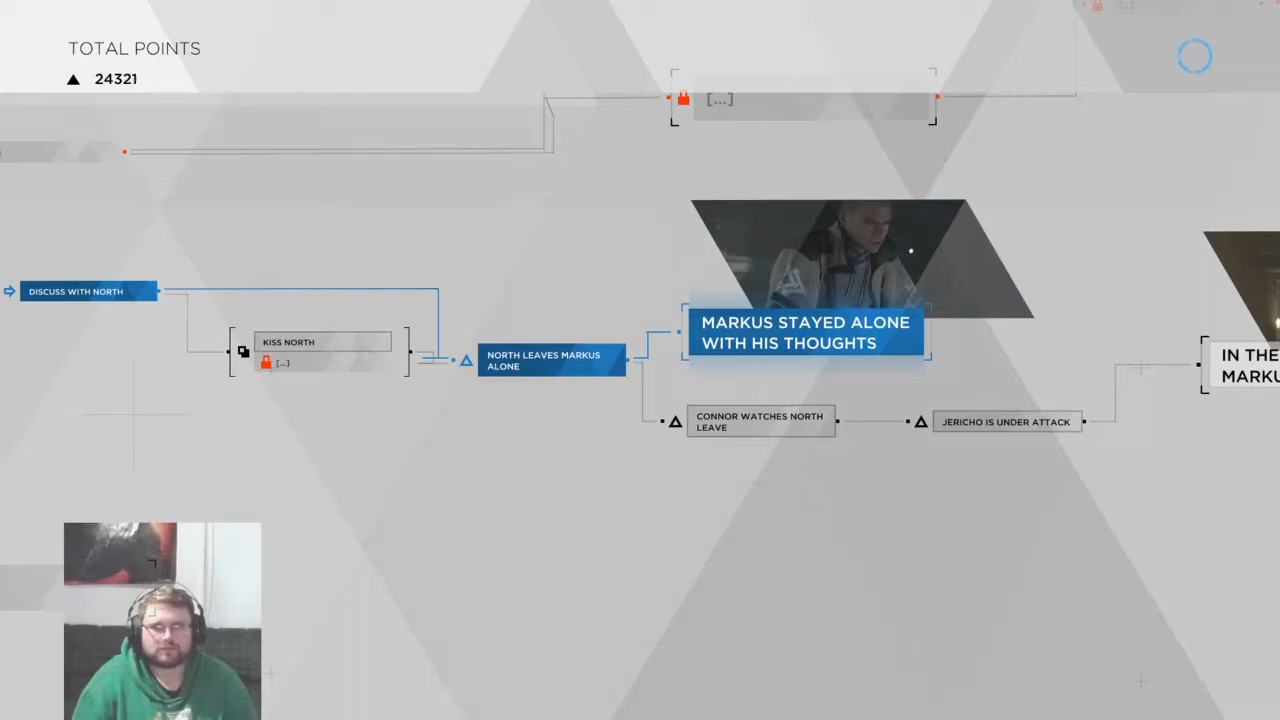 TOTAL POINTS
24321
[...]
DISCUSS WITH NORTH
KISS NORTH
[...]
NORTH LEAVES MARKUS
ALONE
MARKUS STAYED ALONE
WITH HIS THOUGHTS
CONNOR WATCHES NORTH
LEAVE
JERICHO IS UNDER ATTACK
IN THE
MARKU